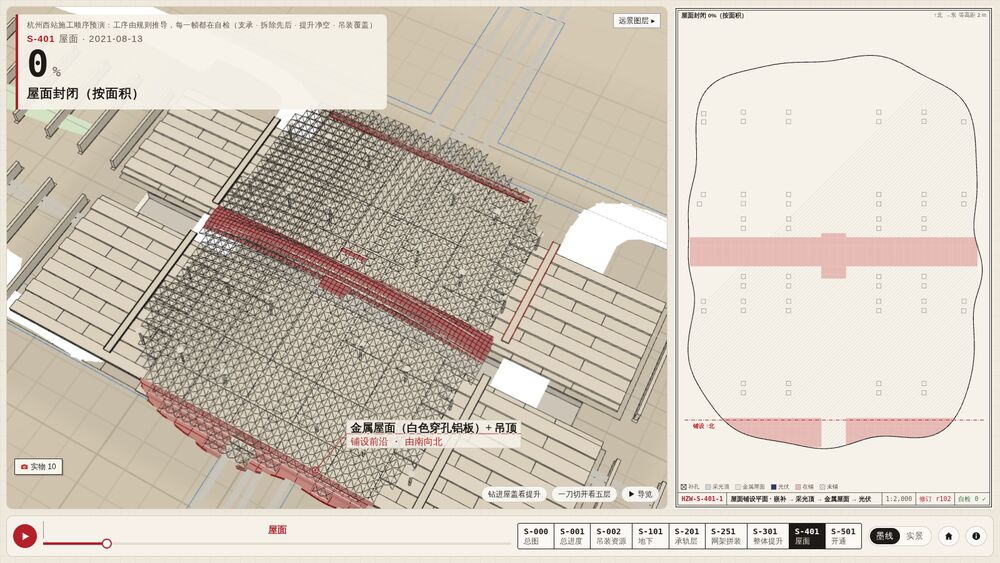 杭州西站施工顺序预演：工序由规则推导，每一帧都在自检（支承 · 拆除先后 · 提升净空 · 吊装覆盖）
S-401 屋面 · 2021-08-13
0 %
屋面封闭（按面积）
远景图层 ▸
金属屋面（白色穿孔铝板）+ 吊顶
铺设前沿 · 由南向北
实物 10
钻进屋盖看提升
一刀切开看五层
▶ 导览
屋面封闭 0%（按面积）
↑北 →东 等高距 2 m
铺设 ↑北
补孔 采光顶 金属屋面 光伏 在铺 未铺
HZW-S-401-1 屋面铺设平面 · 嵌补 → 采光顶 → 金属屋面 → 光伏 1:2,000 修订 r102 自检 0 ✓
屋面
S-000 总图
S-001 总进度
S-002 吊装资源
S-101 地下
S-201 承轨层
S-251 网架拼装
S-301 整体提升
S-401 屋面
S-501 开通
墨线 实景